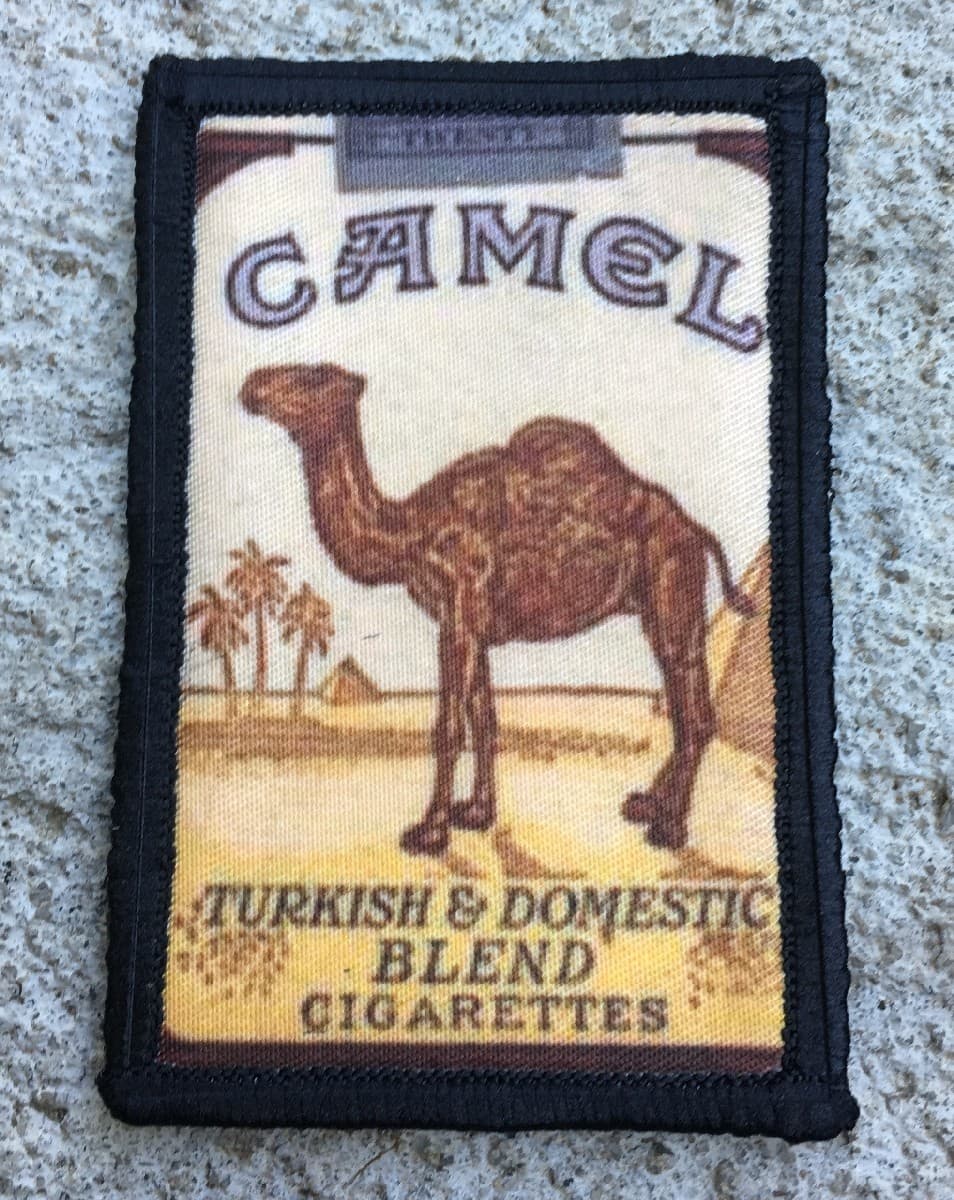 CAMEL
TURKISH & DOMESTIC
BLEND
CIGARETTES